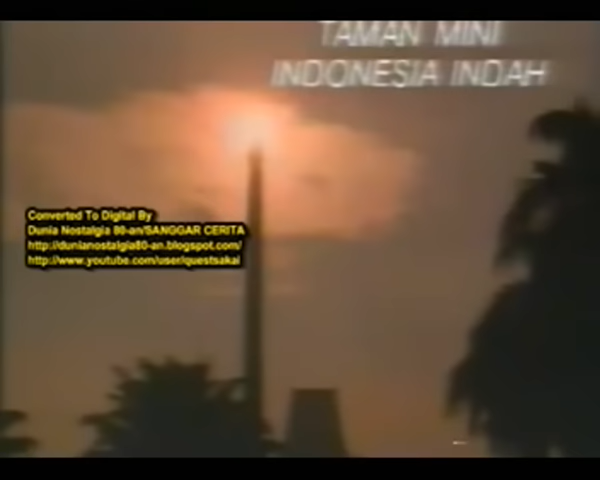 TAMAN MINI
INDONESIA INDAH
Converted To Digital By
Dunia Nostalgia 80-an/SANGGAR CERITA
http://dunianostalgia80-an.blogspot.com/
http://www.youtube.com/user/questsakai